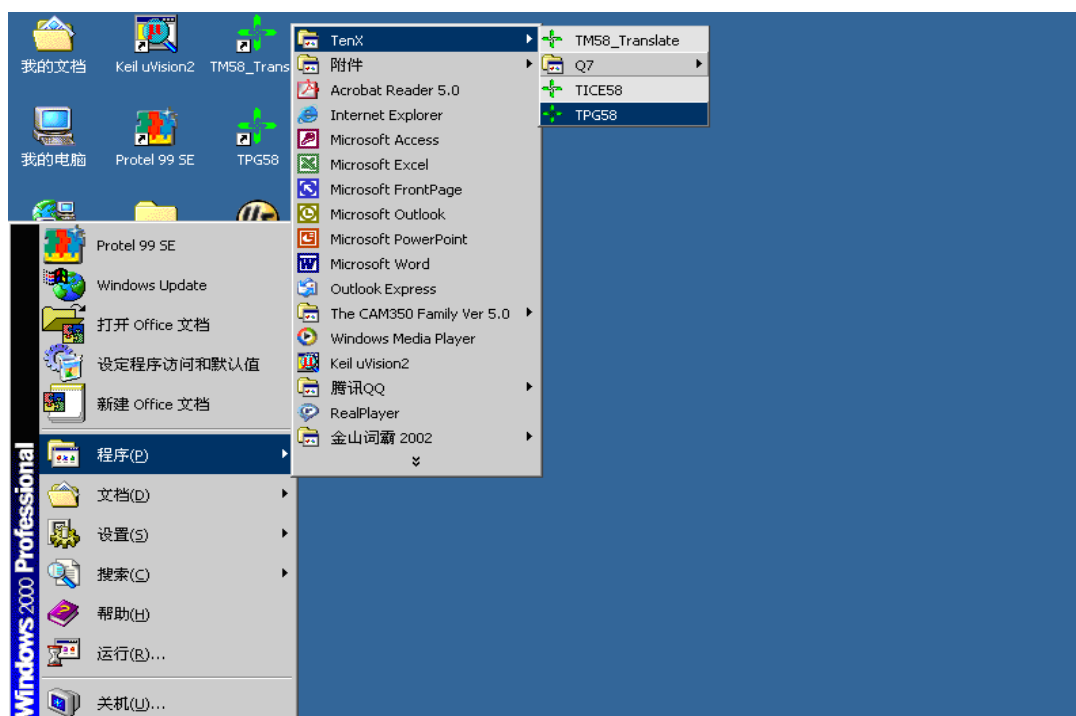 我的文档
Keil uVision2
TM58_Trans
我的电脑
Protel 99 SE
TPG58
Protel 99 SE
Windows Update
打开 Office 文档
设定程序访问和默认值
新建 Office 文档
程序(P)
文档(D)
设置(S)
搜索(C)
帮助(H)
运行(R)...
关机(U)...
Windows 2000 Professional
TenX
附件
Acrobat Reader 5.0
Internet Explorer
Microsoft Access
Microsoft Excel
Microsoft FrontPage
Microsoft Outlook
Microsoft PowerPoint
Microsoft Word
Outlook Express
The CAM350 Family Ver 5.0
Windows Media Player
Keil uVision2
腾讯QQ
RealPlayer
金山词霸 2002
TM58_Translate
Q7
TICE58
TPG58